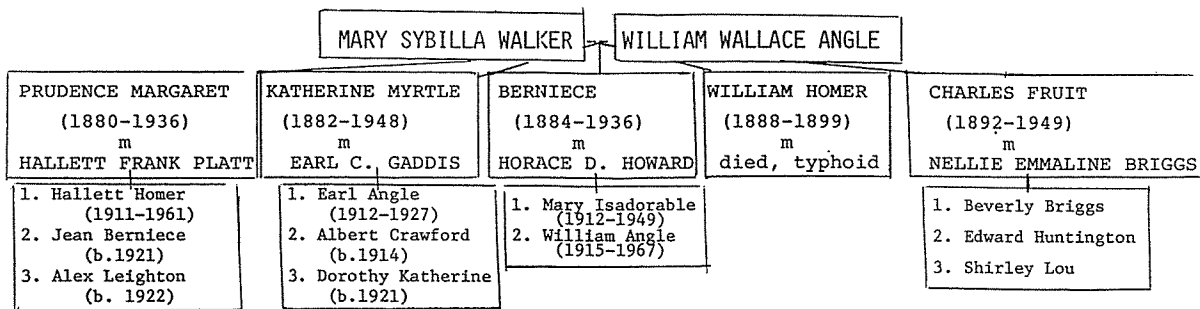 MARY SYBILLA WALKER WILLIAM WALLACE ANGLE
PRUDENCE MARGARET
(1880-1936)
m
HALLETT FRANK PLATT
1. Hallett Homer
(1911-1961)
2. Jean Berniece
(b.1921)
3. Alex Leighton
(b. 1922)
KATHERINE MYRTLE
(1882-1948)
m
EARL C. GADDIS
1. Earl Angle
(1912-1927)
2. Albert Crawford
(b.1914)
3. Dorothy Katherine
(b.1921)
BERNIECE
(1884-1936)
m
HORACE D. HOWARD
1. Mary Isadorable
(1912-1949)
2. William Angle
(1915-1967)
WILLIAM HOMER
(1888-1899)
m
died, typhoid
CHARLES FRUIT
(1892-1949)
m
NELLIE EMMALINE BRIGGS
1. Beverly Briggs
2. Edward Huntington
3. Shirley Lou